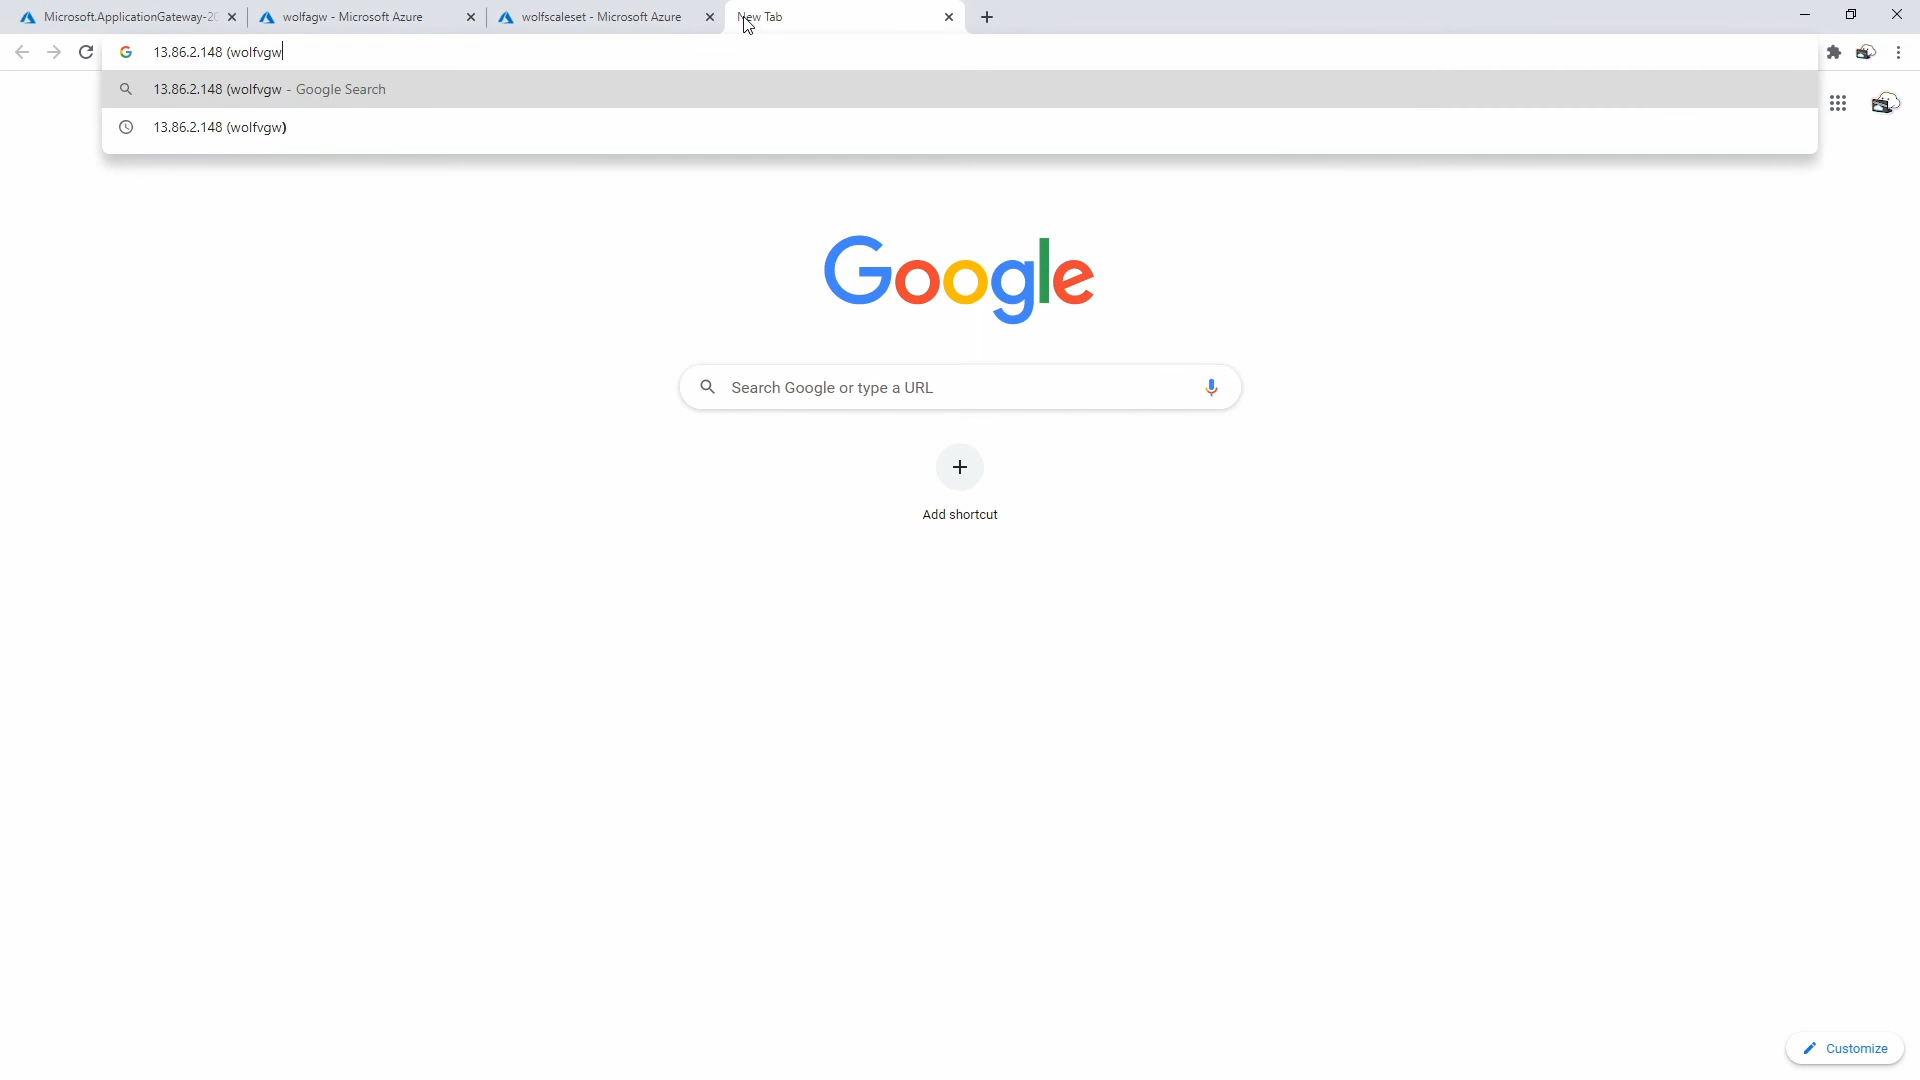 Microsoft.ApplicationGateway-20
wolfagw - Microsoft Azure
wolfscaleset - Microsoft Azure
New Tab
13.86.2.148 (wolfvgw
13.86.2.148 (wolfvgw - Google Search
13.86.2.148 (wolfvgw)
Google
Search Google or type a URL
Add shortcut
Customize